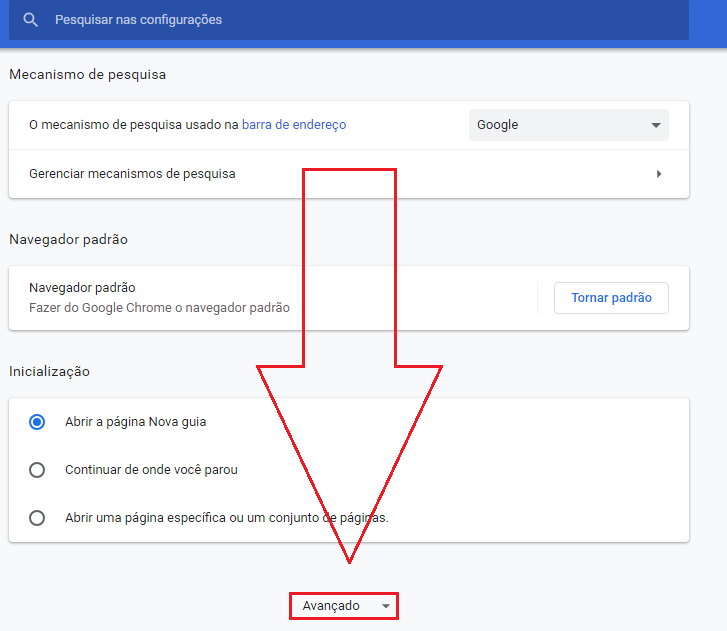 Pesquisar nas configurações
Mecanismo de pesquisa
O mecanismo de pesquisa usado na barra de endereço
Google
Gerenciar mecanismos de pesquisa
Navegador padrão
Navegador padrão
Fazer do Google Chrome o navegador padrão
Tornar padrão
Inicialização
Abrir a página Nova guia
Continuar de onde você parou
Abrir uma página específica ou um conjunto de páginas.
Avançado